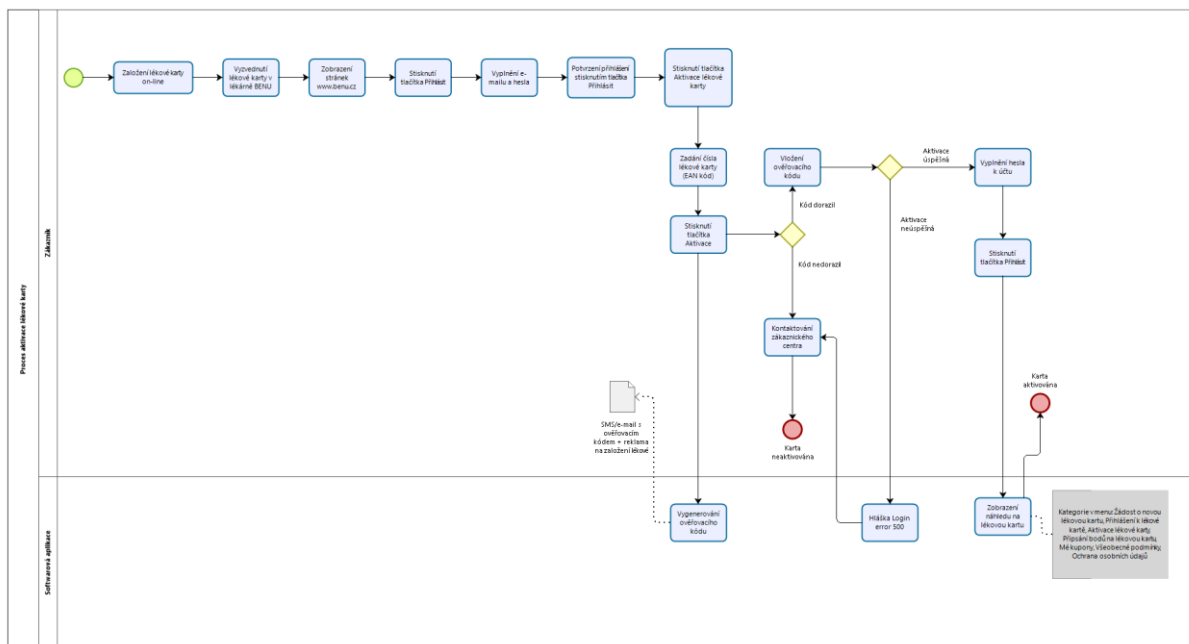 Proces aktivace lékové karty
Zákazník
Založení lékové karty
on-line
Vyzvednutí
lékové karty v
lékárně BENU
Zobrazení
stránek
www.benu.cz
Stisknutí
tlačítka Přihlásit
Vyplnění e-
mailu a hesla
Potvrzení přihlášení
stisknutím tlačítka
Přihlásit
Stisknutí tlačítka
Aktivace lékové
karty
Zadání čísla
lékové karty
(EAN kód)
Stisknutí
tlačítka
Aktivace
Vložení
ověřovacího
kódu
Kód dorazil
Kód nedorazil
Aktivace
úspěšná
Aktivace
neúspěšná
Vyplnění hesla
k účtu
Stisknutí
tlačítka Přihlásit
Kontaktování
zákaznického
centra
Karta
neaktivována
Karta
aktivována
SMS/e-mail s
ověřovacím
kódem + reklama
na založení lékové
Softwarová aplikace
Vygenerování
ověřovacího
kódu
Hláška Login
error 500
Zobrazení
náhledu na
lékovou kartu
Kategorie v menu: Žádost o novou
lékovou kartu, Přihlášení k lékové
kartě, Aktivace lékové karty,
Připsání bodů na lékovou kartu,
Mé kupony, Všeobecné podmínky,
Ochrana osobních údajů